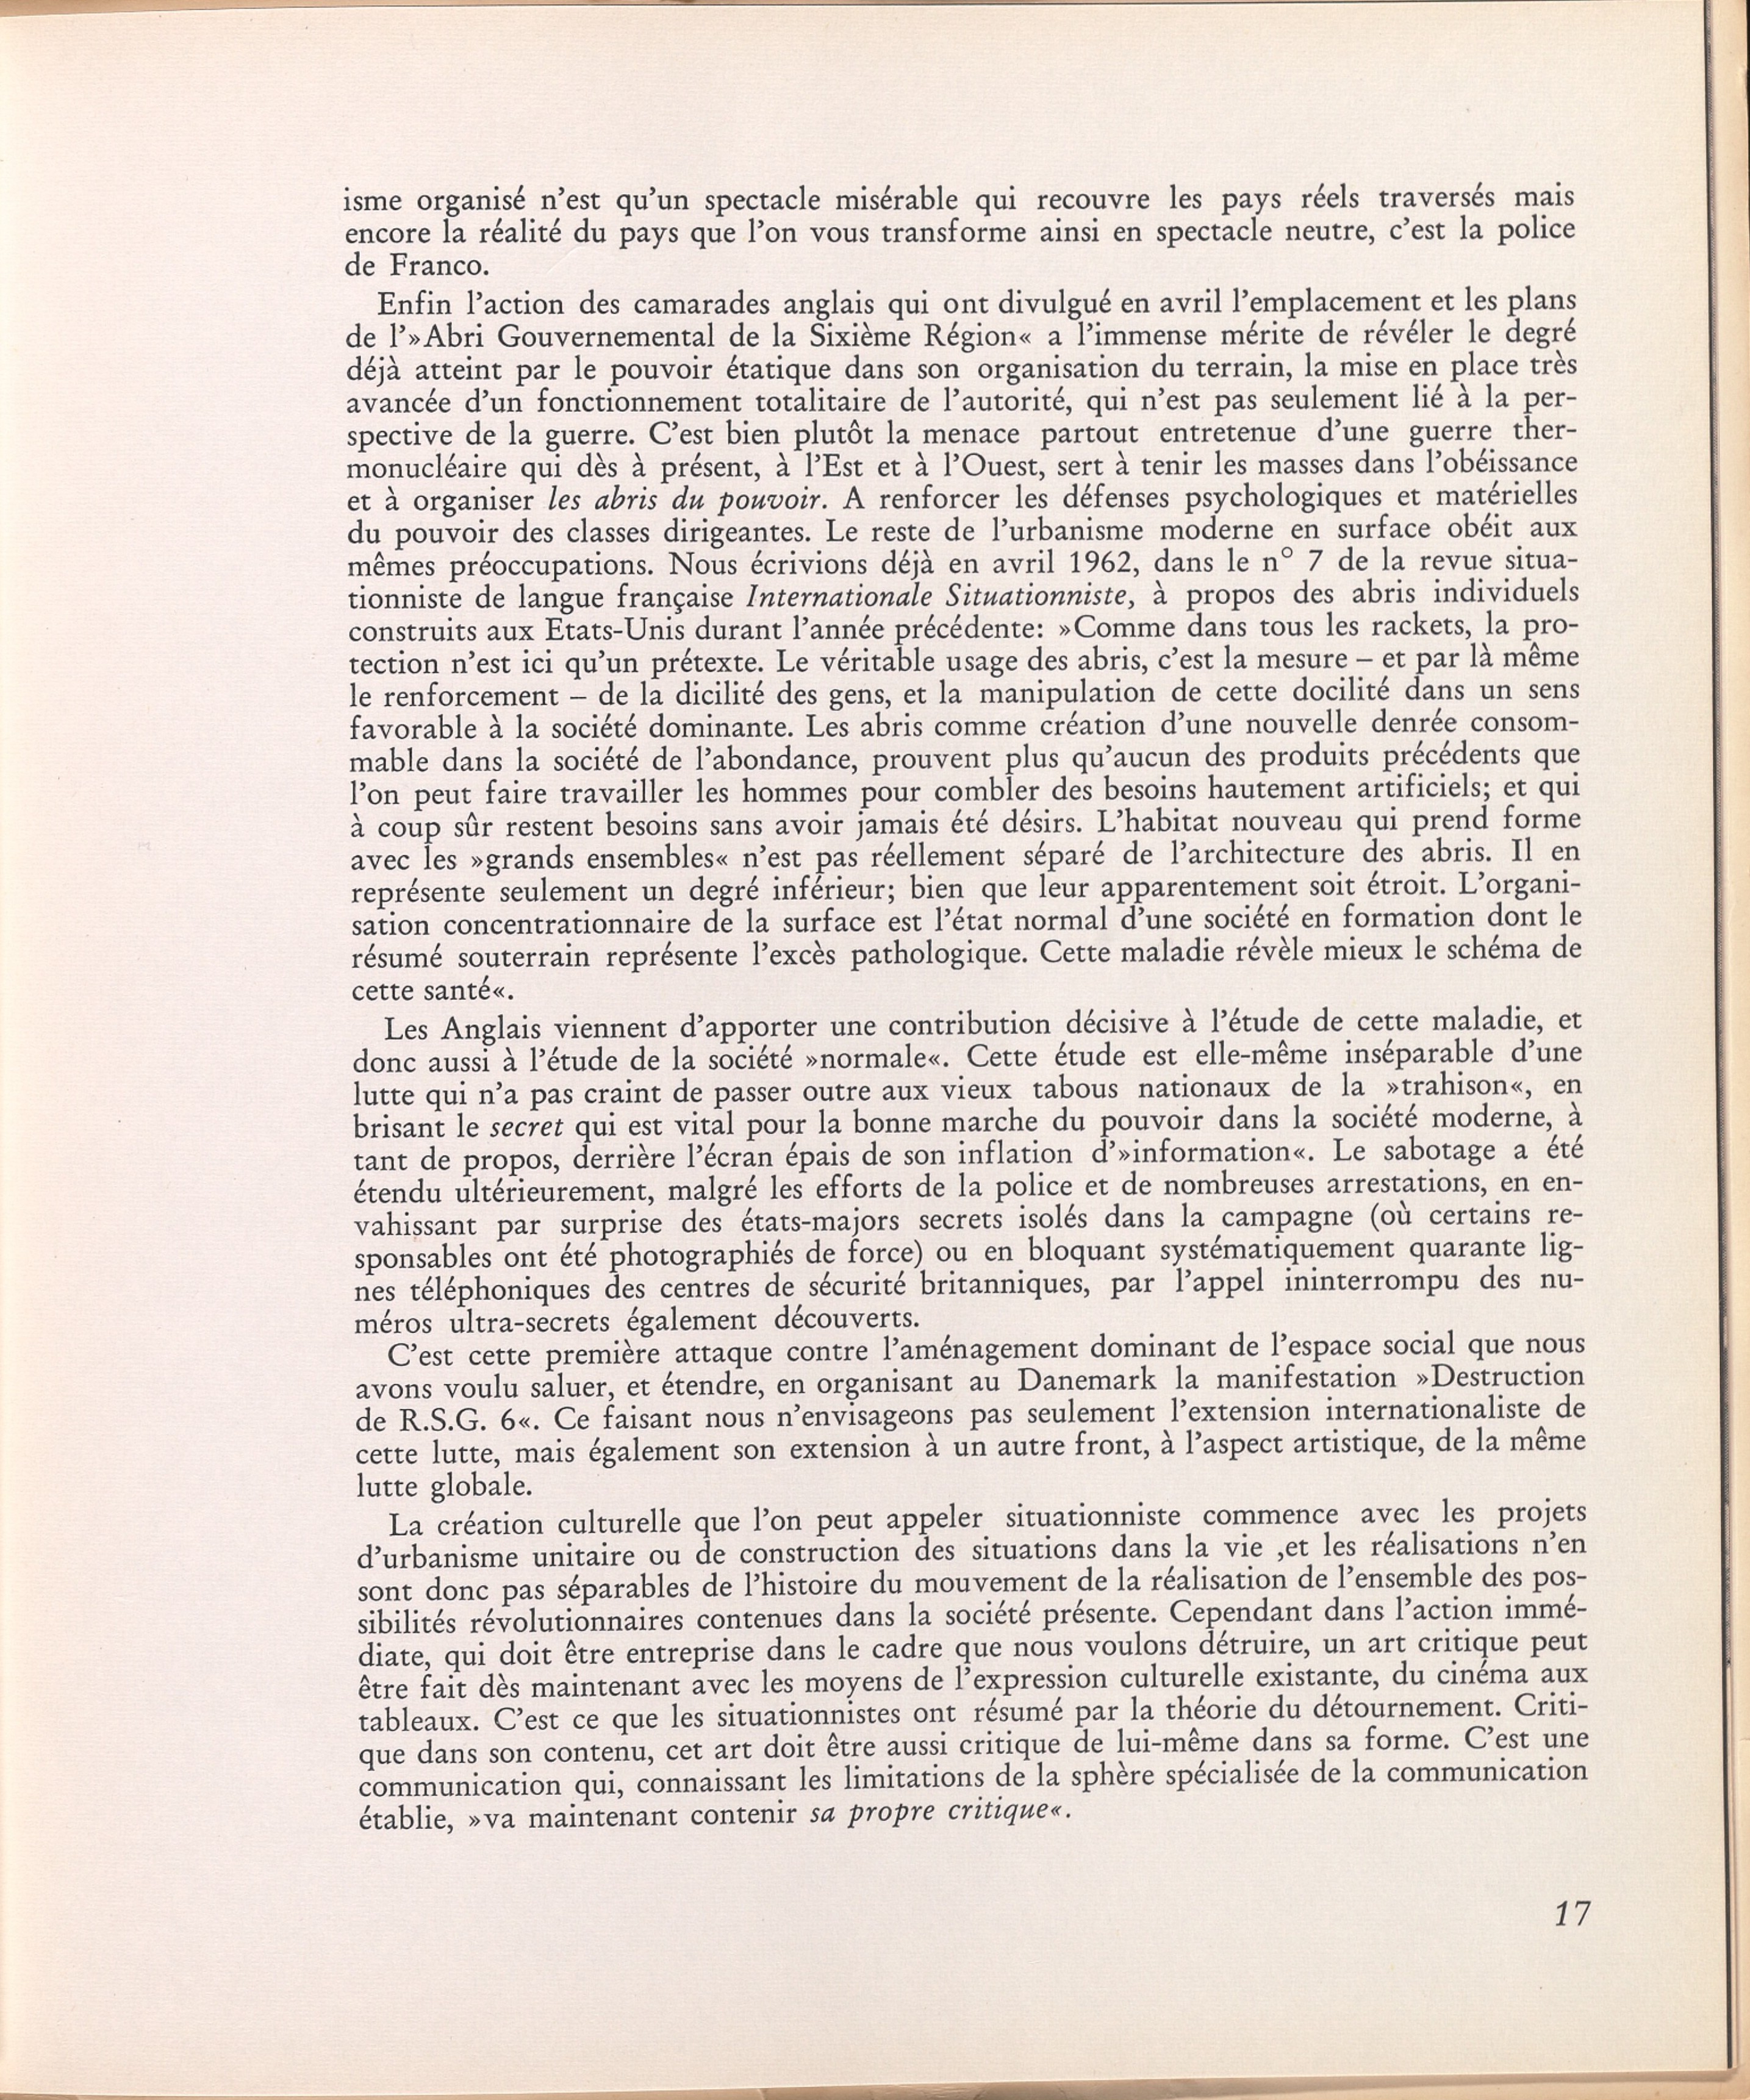 isme organisé n’est qu’un spectacle misérable qui recouvre les pays réels traversés mais
encore la réalité du pays que l’on vous transforme ainsi en spectacle neutre, c’est la police
de Franco.
Enfin l’action des camarades anglais qui ont divulgué en avril l’emplacement et les plans
de l’»Abri Gouvernemental de la Sixième Région« a l’immense mérite de révéler le degré
déjà atteint par le pouvoir étatique dans son organisation du terrain, la mise en place très
avancée d’un fonctionnement totalitaire de l’autorité, qui n’est pas seulement lié à la per-
spective de la guerre. C’est bien plutôt la menace partout entretenue d’une guerre ther-
monucléaire qui dès à présent, à l’Est et à l’Ouest, sert à tenir les masses dans l’obéissance
et à organiser les abris du pouvoir. A renforcer les défenses psychologiques et matérielles
du pouvoir des classes dirigeantes. Le reste de l’urbanisme moderne en surface obéit aux
mêmes préoccupations. Nous écrivions déjà en avril 1962, dans le n° 7 de la revue situa-
tionniste de langue française Internationale Situationniste, à propos des abris individuels
construits aux Etats-Unis durant l’année précédente: »Comme dans tous les rackets, la pro-
tection n’est ici qu’un prétexte. Le véritable usage des abris, c’est la mesure – et par là même
le renforcement – de la dicilité des gens, et la manipulation de cette docilité dans un sens
favorable à la société dominante. Les abris comme création d’une nouvelle denrée consom-
mable dans la société de l’abondance, prouvent plus qu’aucun des produits précédents que
l’on peut faire travailler les hommes pour combler des besoins hautement artificiels; et qui
à coup sûr restent besoins sans avoir jamais été désirs. L’habitat nouveau qui prend forme
avec les »grands ensembles« n’est pas réellement séparé de l’architecture des abris. Il en
représente seulement un degré inférieur; bien que leur apparentement soit étroit. L’organi-
sation concentrationnaire de la surface est l’état normal d’une société en formation dont le
résumé souterrain représente l’excès pathologique. Cette maladie révèle mieux le schéma de
cette santé«.
Les Anglais viennent d’apporter une contribution décisive à l’étude de cette maladie, et
donc aussi à l’étude de la société »normale«. Cette étude est elle-même inséparable d’une
lutte qui n’a pas craint de passer outre aux vieux tabous nationaux de la »trahison«, en
brisant le secret qui est vital pour la bonne marche du pouvoir dans la société moderne, à
tant de propos, derrière l’écran épais de son inflation d’»information«. Le sabotage a été
étendu ultérieurement, malgré les efforts de la police et de nombreuses arrestations, en en-
vahissant par surprise des états-majors secrets isolés dans la campagne (où certains re-
sponsables ont été photographiés de force) ou en bloquant systématiquement quarante lig-
nes téléphoniques des centres de sécurité britanniques, par l’appel ininterrompu des nu-
méros ultra-secrets également découverts.
C’est cette première attaque contre l’aménagement dominant de l’espace social que nous
avons voulu saluer, et étendre, en organisant au Danemark la manifestation »Destruction
de R.S.G. 6«. Ce faisant nous n’envisageons pas seulement l’extension internationaliste de
cette lutte, mais également son extension à un autre front, à l’aspect artistique, de la même
lutte globale.
La création culturelle que l’on peut appeler situationniste commence avec les projets
d’urbanisme unitaire ou de construction des situations dans la vie ,et les réalisations n’en
sont donc pas séparables de l’histoire du mouvement de la réalisation de l’ensemble des pos-
sibilités révolutionnaires contenues dans la société présente. Cependant dans l’action immé-
diate, qui doit être entreprise dans le cadre que nous voulons détruire, un art critique peut
être fait dès maintenant avec les moyens de l’expression culturelle existante, du cinéma aux
tableaux. C’est ce que les situationnistes ont résumé par la théorie du détournement. Criti-
que dans son contenu, cet art doit être aussi critique de lui-même dans sa forme. C’est une
communication qui, connaissant les limitations de la sphère spécialisée de la communication
établie, »va maintenant contenir sa propre critique«.
17